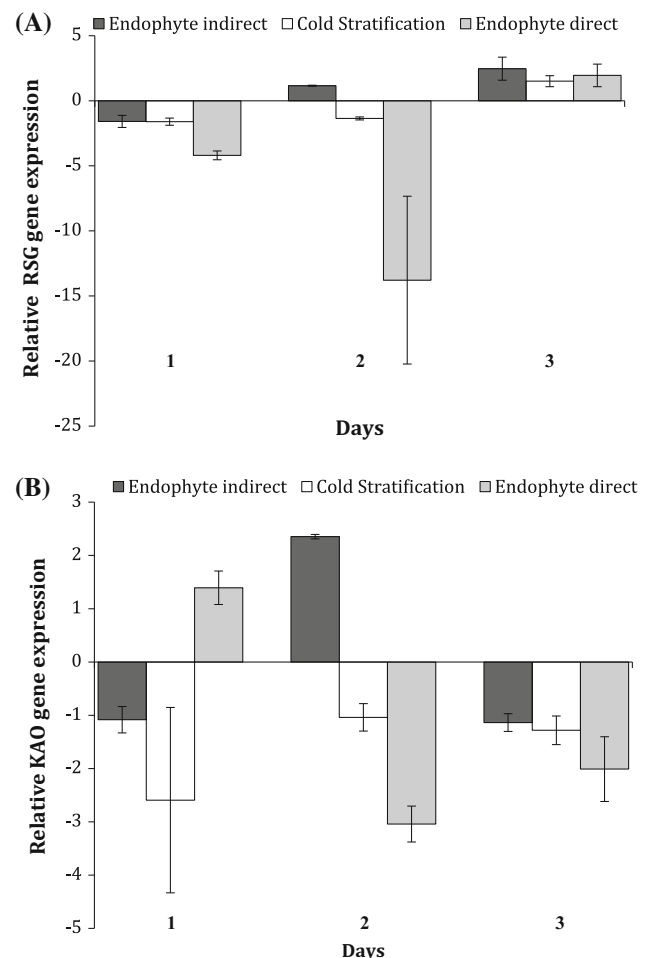 (A)
Endophyte indirect Cold Stratification Endophyte direct
Relative RSG gene expression
5
0
-5
-10
-15
-20
-25
1 2 3
Days
(B)
Endophyte indirect Cold Stratification Endophyte direct
Relative KAO gene expression
3
2
1
0
-1
-2
-3
-4
-5
1 2 3
Days